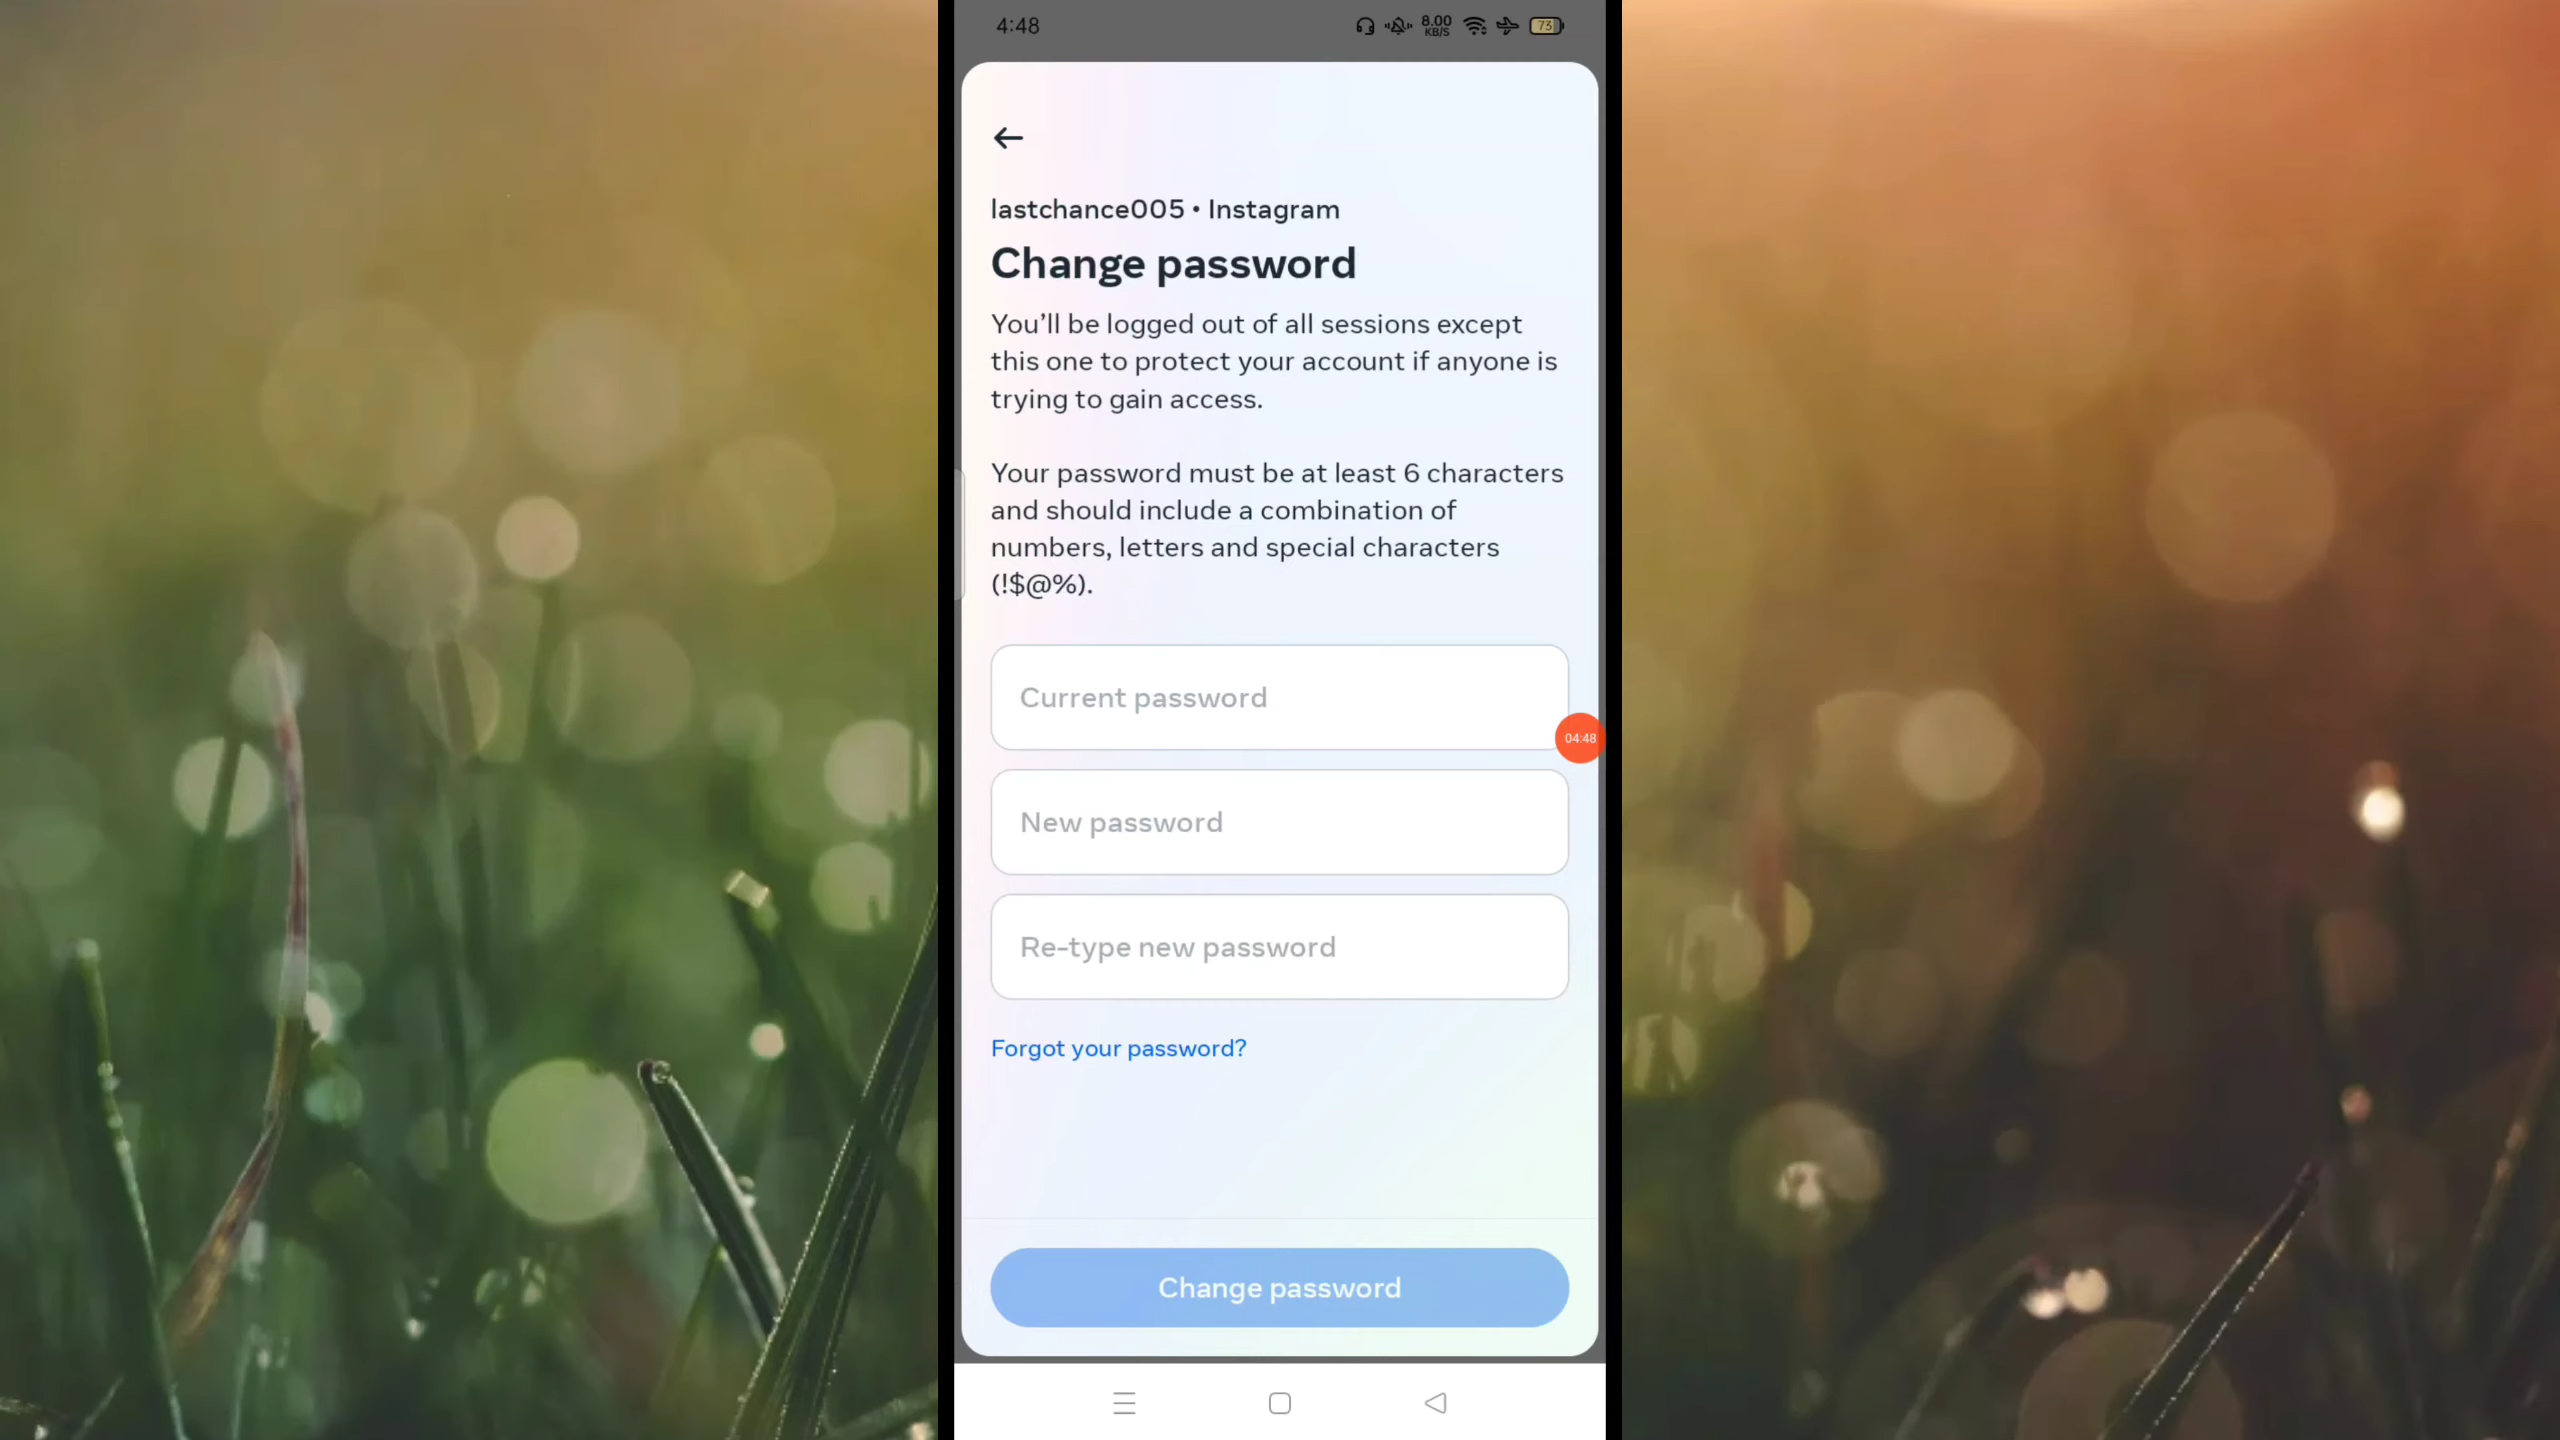 4:48
8.00
KB/S
73
lastchance005 • Instagram
Change password
You’ll be logged out of all sessions except
this one to protect your account if anyone is
trying to gain access.
Your password must be at least 6 characters
and should include a combination of
numbers, letters and special characters
(!$@%).
Current password
04:48
New password
Re-type new password
Forgot your password?
Change password